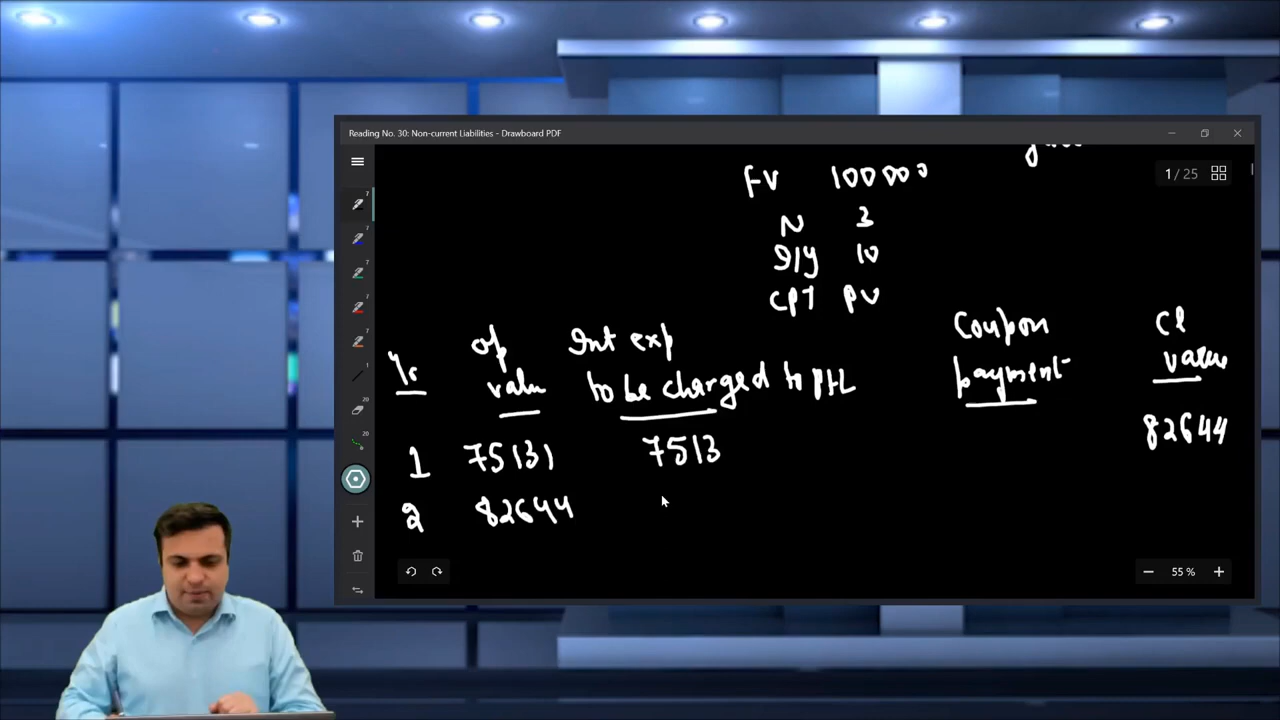 Reading No. 30: Non-current Liabilities - Drawboard PDF
1 / 25
FV 100000
N 3
I/Y 10
CPT PV
Yr
op value
Int exp to be charged to P&L
Coupon payment
Cl value
1 75131 7513 82644
2 82644
55 %